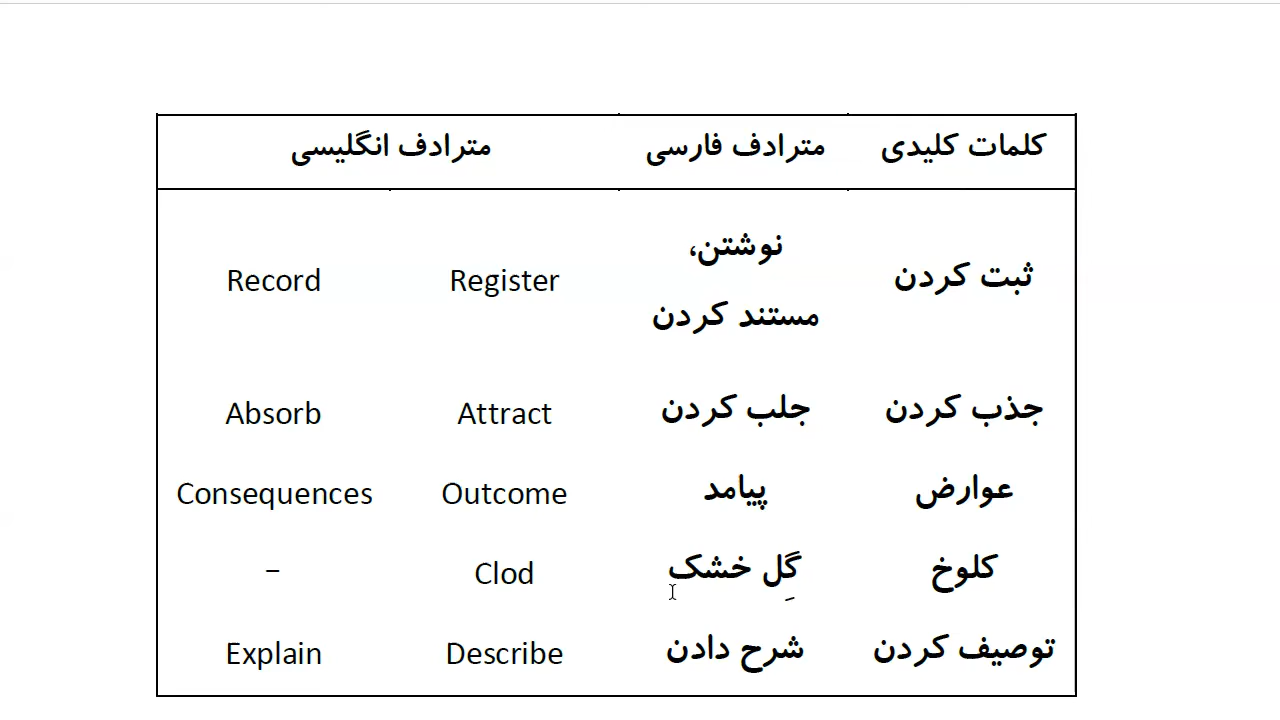 کلمات کلیدی مترادف فارسی مترادف انگلیسی
ثبت کردن نوشتن، مستند کردن Register Record
جذب کردن جلب کردن Attract Absorb
عوارض پیامد Outcome Consequences
کلوخ گِل خشک Clod –
توصیف کردن شرح دادن Describe Explain